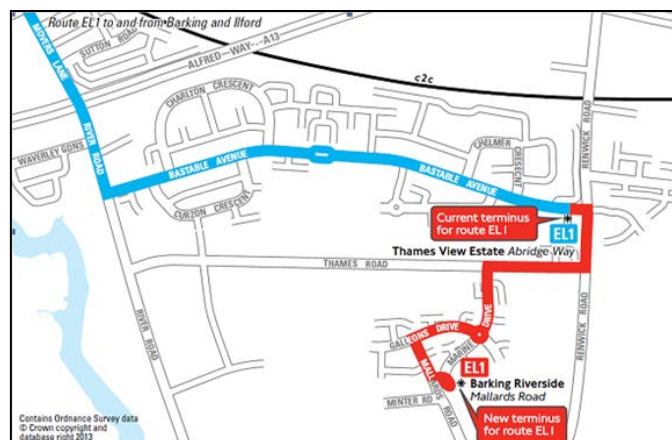 Route EL1 to and from Barking and Ilford
MOVERS LANE
SUTTON ROAD
ALFRED WAY A13
c2c
CHARLTON CRESCENT
WAVERLEY GDNS
RIVER ROAD
BASTABLE AVENUE
CHELMER
CRESCENT
RENWICK ROAD
BASTABLE AVENUE
CURZON CRESCENT
Current terminus
for route EL1
EL1
Thames View Estate Abridge Way
THAMES ROAD
RIVER ROAD
RENWICK ROAD
GALLEONS DRIVE
MARINE
DRIVE
MALLARDS
ROAD
EL1
Barking Riverside
Mallards Road
MINTER RD
New terminus
for route EL1
Contains Ordnance Survey data
© Crown copyright and
database right 2013